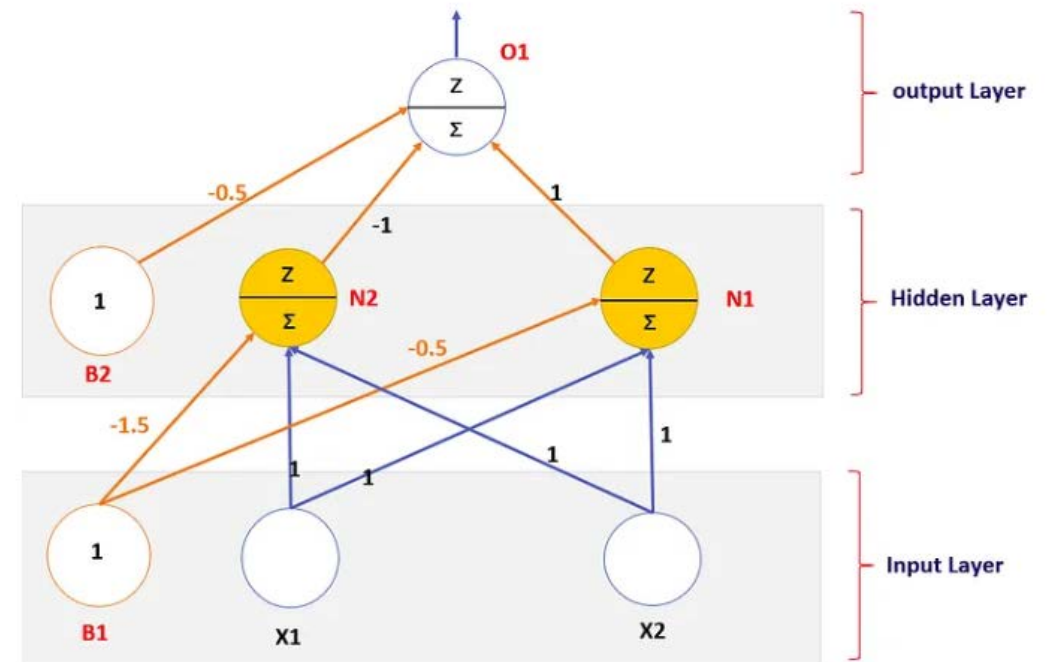 O1
Z
Σ
output Layer
-0.5
-1
1
1
B2
Z
Σ
N2
Z
Σ
N1
Hidden Layer
-0.5
-1.5
1
1
1
1
1
B1
X1
X2
Input Layer